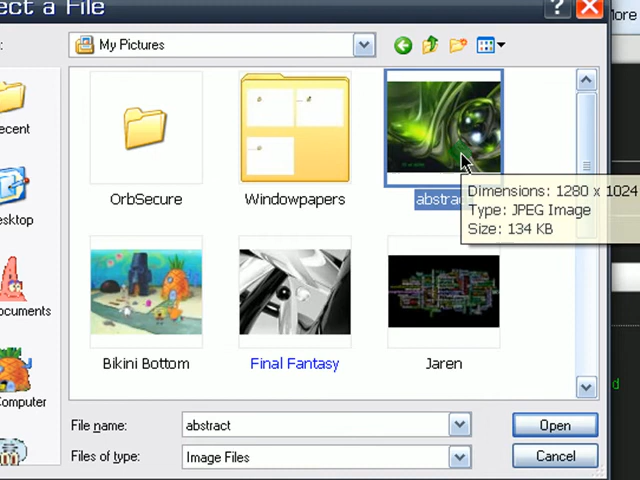 ect a File
?
ore
:
My Pictures
ecent
esktop
ocuments
Computer
OrbSecure
Windowpapers
abstrac
Dimensions: 1280 x 1024
Type: JPEG Image
Size: 134 KB
Bikini Bottom
Final Fantasy
Jaren
d
File name:
abstract
Open
Files of type:
Image Files
Cancel